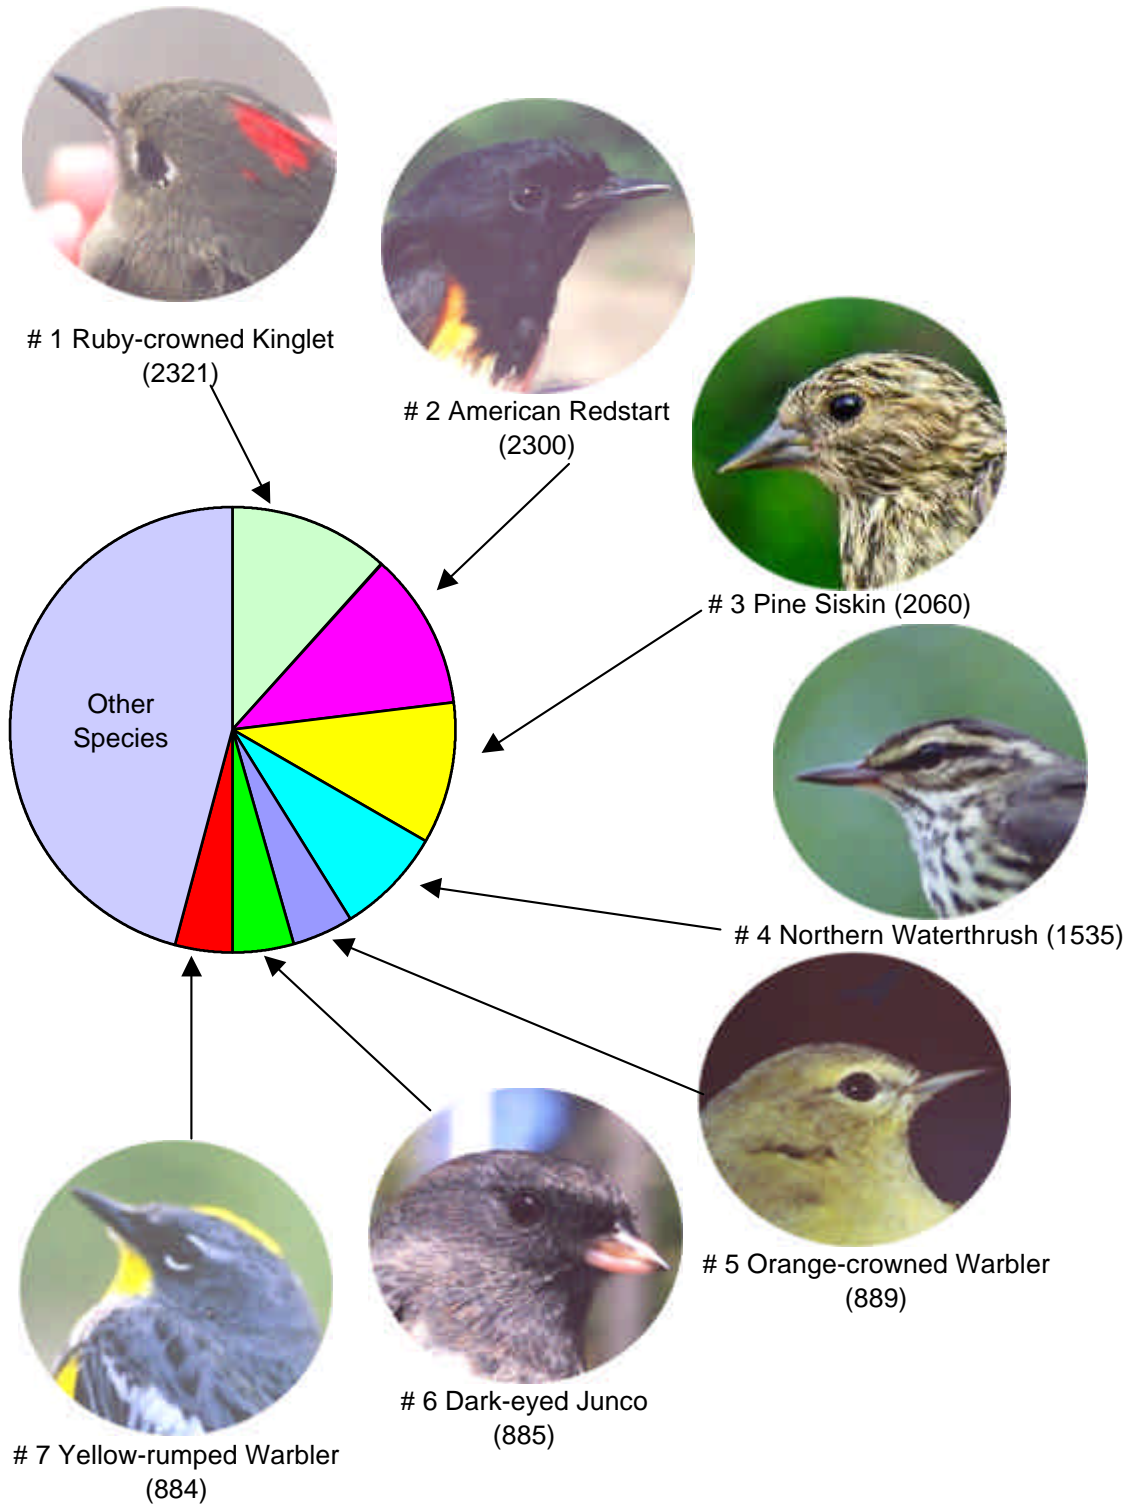 # 1 Ruby-crowned Kinglet
(2321)
# 2 American Redstart
(2300)
# 3 Pine Siskin (2060)
Other
Species
# 4 Northern Waterthrush (1535)
# 5 Orange-crowned Warbler
(889)
# 6 Dark-eyed Junco
(885)
# 7 Yellow-rumped Warbler
(884)